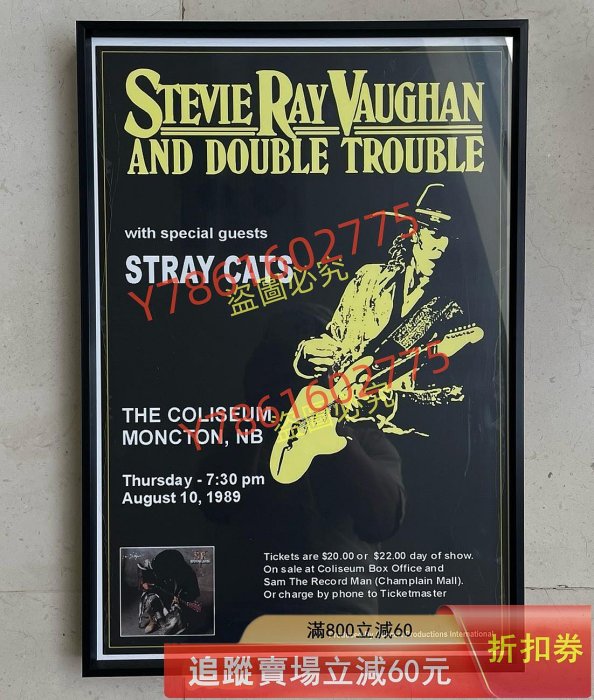 STEVIE RAY VAUGHAN
AND DOUBLE TROUBLE
with special guests
STRAY CATS
Y7861602775
盜圖必究
THE COLISEUM
MONCTON, NB
Y7861602775
盜圖必究
Thursday - 7:30 pm
August 10, 1989
Tickets are $20.00 or $22.00 day of show.
On sale at Coliseum Box Office and
Sam The Record Man (Champlain Mall).
Or charge by phone to Ticketmaster
Productions International
滿800立減60
折扣券
追蹤賣場立減60元